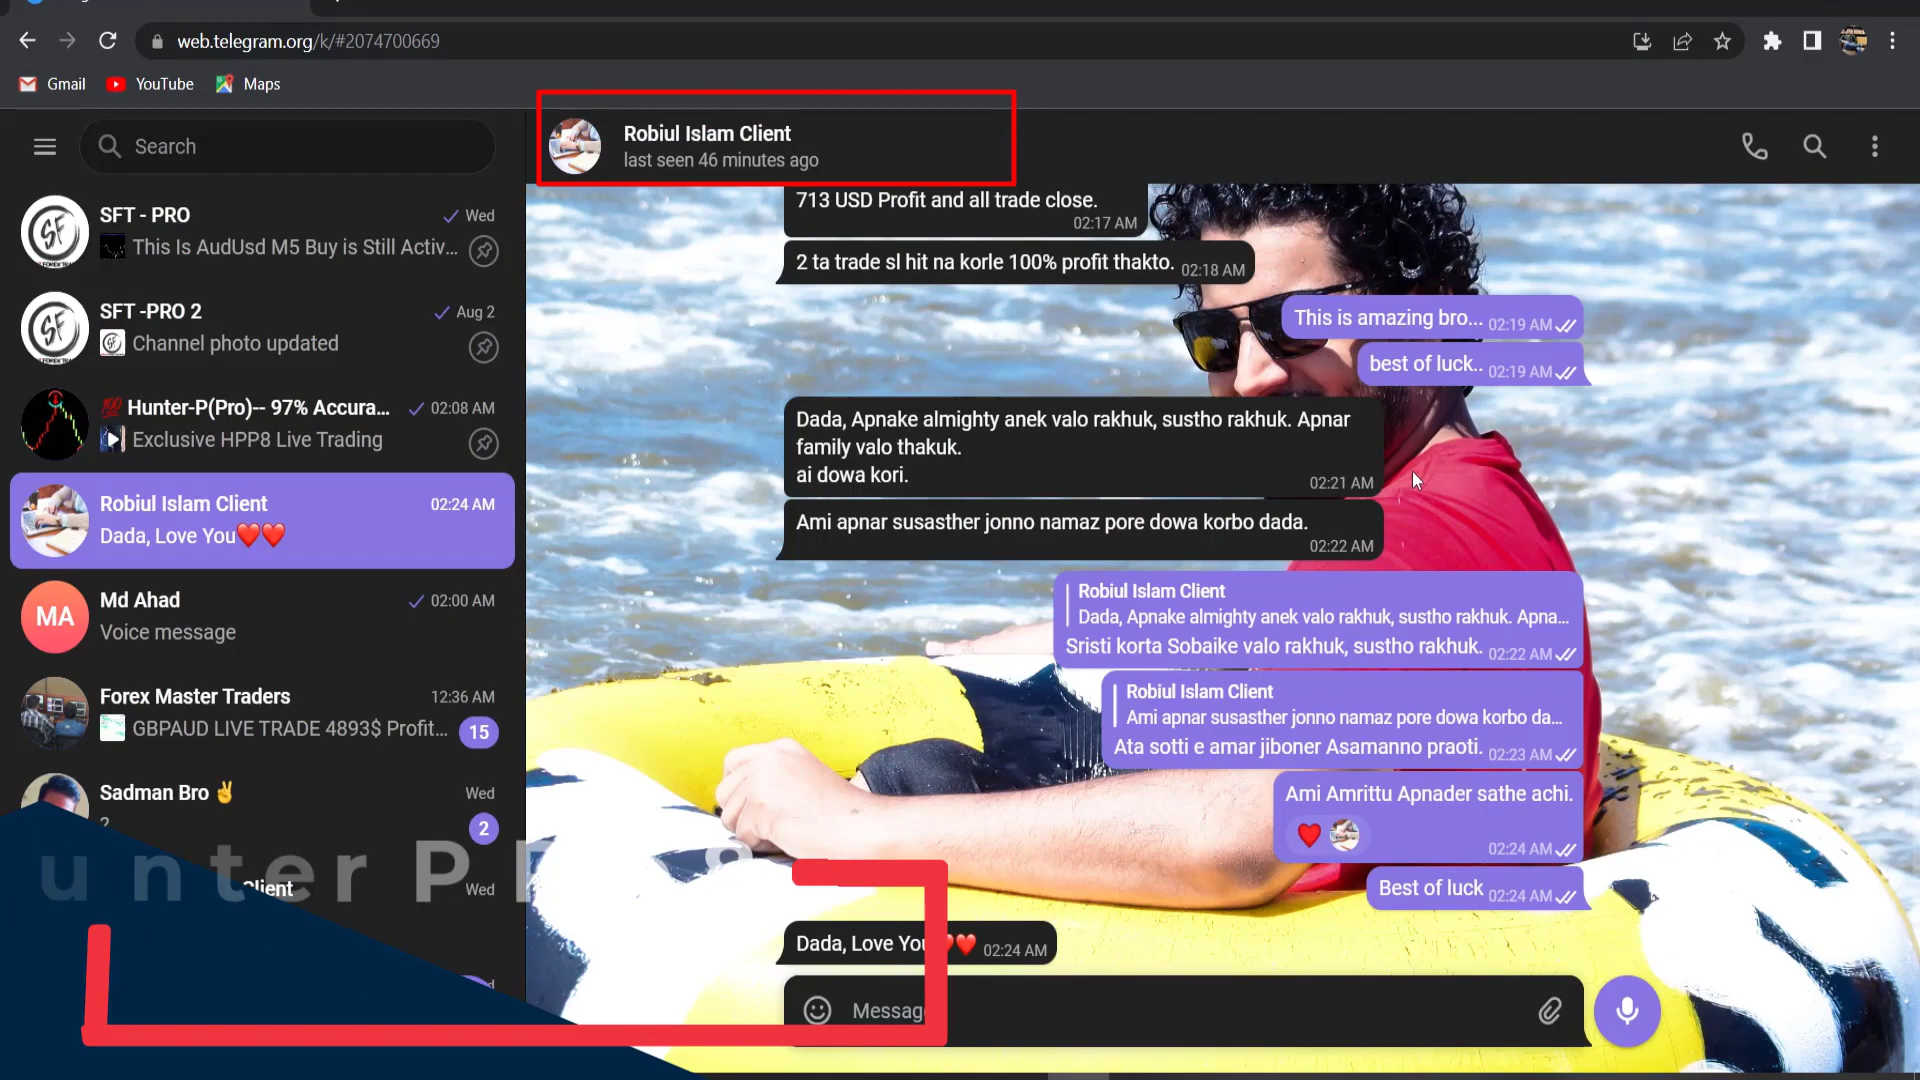 web.telegram.org/k/#2074700669
Gmail
YouTube
Maps
Search
SFT - PRO
Wed
This Is AudUsd M5 Buy is Still Activ...
SFT -PRO 2
Aug 2
Channel photo updated
💯 Hunter-P(Pro)-- 97% Accura...
02:08 AM
Exclusive HPP8 Live Trading
Robiul Islam Client
02:24 AM
Dada, Love You❤️❤️
MA
Md Ahad
02:00 AM
Voice message
Forex Master Traders
12:36 AM
GBPAUD LIVE TRADE 4893$ Profit...
15
Sadman Bro ✌️
Wed
2
2
Client
Wed
unter P
Robiul Islam Client
last seen 46 minutes ago
713 USD Profit and all trade close.
02:17 AM
2 ta trade sl hit na korle 100% profit thakto. 02:18 AM
This is amazing bro... 02:19 AM
best of luck.. 02:19 AM
Dada, Apnake almighty anek valo rakhuk, sustho rakhuk. Apnar
family valo thakuk.
ai dowa kori.
02:21 AM
Ami apnar susasther jonno namaz pore dowa korbo dada.
02:22 AM
Robiul Islam Client
Dada, Apnake almighty anek valo rakhuk, sustho rakhuk. Apna...
Sristi korta Sobaike valo rakhuk, sustho rakhuk. 02:22 AM
Robiul Islam Client
Ami apnar susasther jonno namaz pore dowa korbo da...
Ata sotti e amar jiboner Asamanno praoti. 02:23 AM
Ami Amrittu Apnader sathe achi.
❤️
02:24 AM
Best of luck 02:24 AM
Dada, Love You ❤️ 02:24 AM
Messag